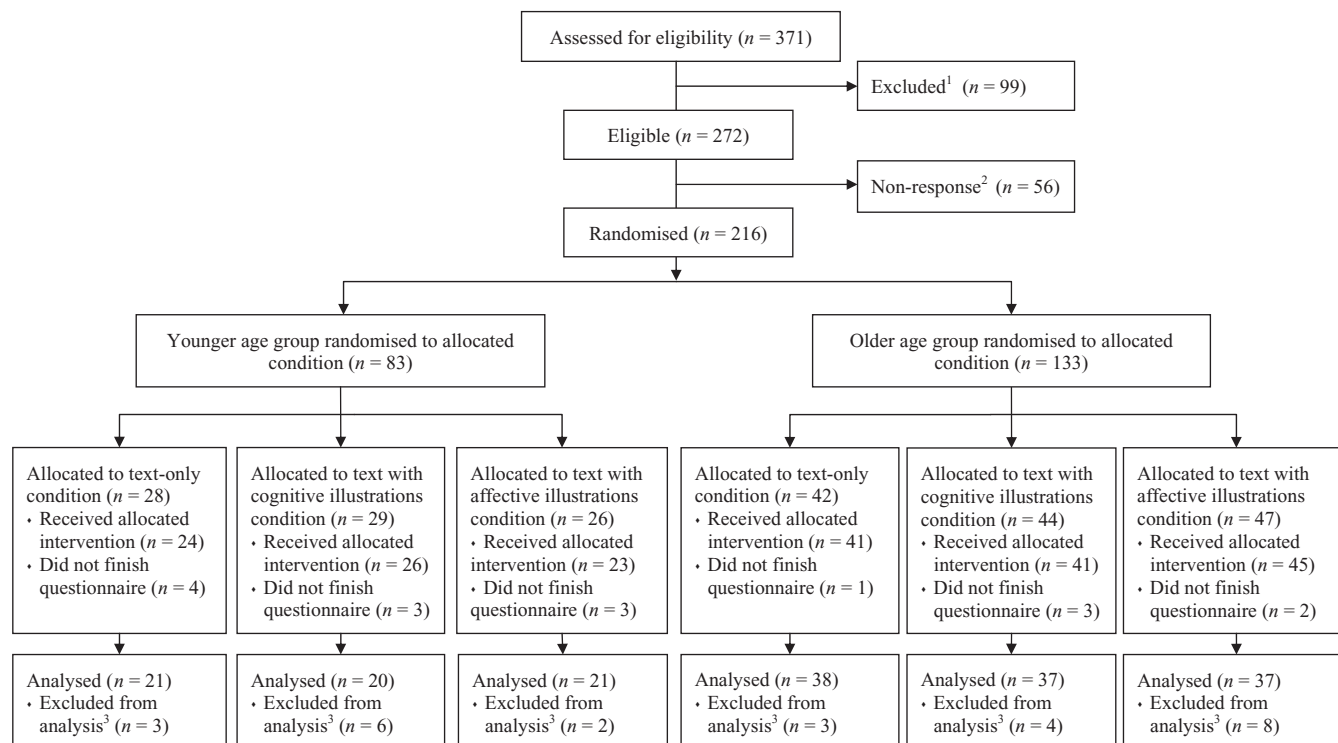 Assessed for eligibility (n = 371)
Excluded¹ (n = 99)
Eligible (n = 272)
Non-response² (n = 56)
Randomised (n = 216)
Younger age group randomised to allocated
condition (n = 83)
Older age group randomised to allocated
condition (n = 133)
Allocated to text-only
condition (n = 28)
⬩ Received allocated
intervention (n = 24)
⬩ Did not finish
questionnaire (n = 4)
Allocated to text with
cognitive illustrations
condition (n = 29)
⬩ Received allocated
intervention (n = 26)
⬩ Did not finish
questionnaire (n = 3)
Allocated to text with
affective illustrations
condition (n = 26)
⬩ Received allocated
intervention (n = 23)
⬩ Did not finish
questionnaire (n = 3)
Allocated to text-only
condition (n = 42)
⬩ Received allocated
intervention (n = 41)
⬩ Did not finish
questionnaire (n = 1)
Allocated to text with
cognitive illustrations
condition (n = 44)
⬩ Received allocated
intervention (n = 41)
⬩ Did not finish
questionnaire (n = 3)
Allocated to text with
affective illustrations
condition (n = 47)
⬩ Received allocated
intervention (n = 45)
⬩ Did not finish
questionnaire (n = 2)
Analysed (n = 21)
⬩ Excluded from
analysis³ (n = 3)
Analysed (n = 20)
⬩ Excluded from
analysis³ (n = 6)
Analysed (n = 21)
⬩ Excluded from
analysis³ (n = 2)
Analysed (n = 38)
⬩ Excluded from
analysis³ (n = 3)
Analysed (n = 37)
⬩ Excluded from
analysis³ (n = 4)
Analysed (n = 37)
⬩ Excluded from
analysis³ (n = 8)